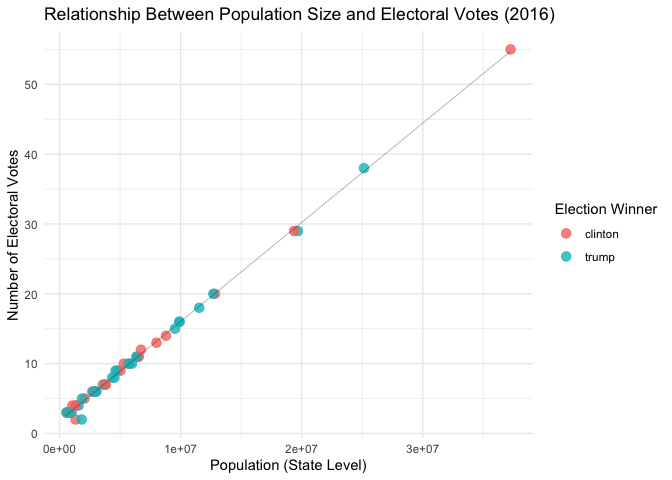 Relationship Between Population Size and Electoral Votes (2016)
50
40
30
20
10
0
Number of Electoral Votes
0e+00 1e+07 2e+07 3e+07
Population (State Level)
Election Winner
clinton
trump